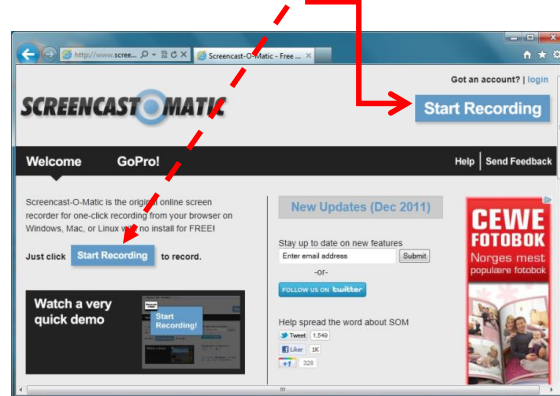 http://www.scree...
Screencast-O-Matic - Free ...
Got an account? | login
SCREENCAST O MATIC
Start Recording
Welcome GoPro!
Help Send Feedback
Screencast-O-Matic is the original online screen
recorder for one-click recording from your browser on
Windows, Mac, or Linux with no install for FREE!
Just click Start Recording to record.
Watch a very
quick demo
Start
Recording!
New Updates (Dec 2011)
Stay up to date on new features
Enter email address Submit
-or-
FOLLOW US ON twitter
Help spread the word about SOM
Tweet 1,549
Liker 1K
+1 328
CEWE
FOTOBOK
Norges mest
populære fotobok